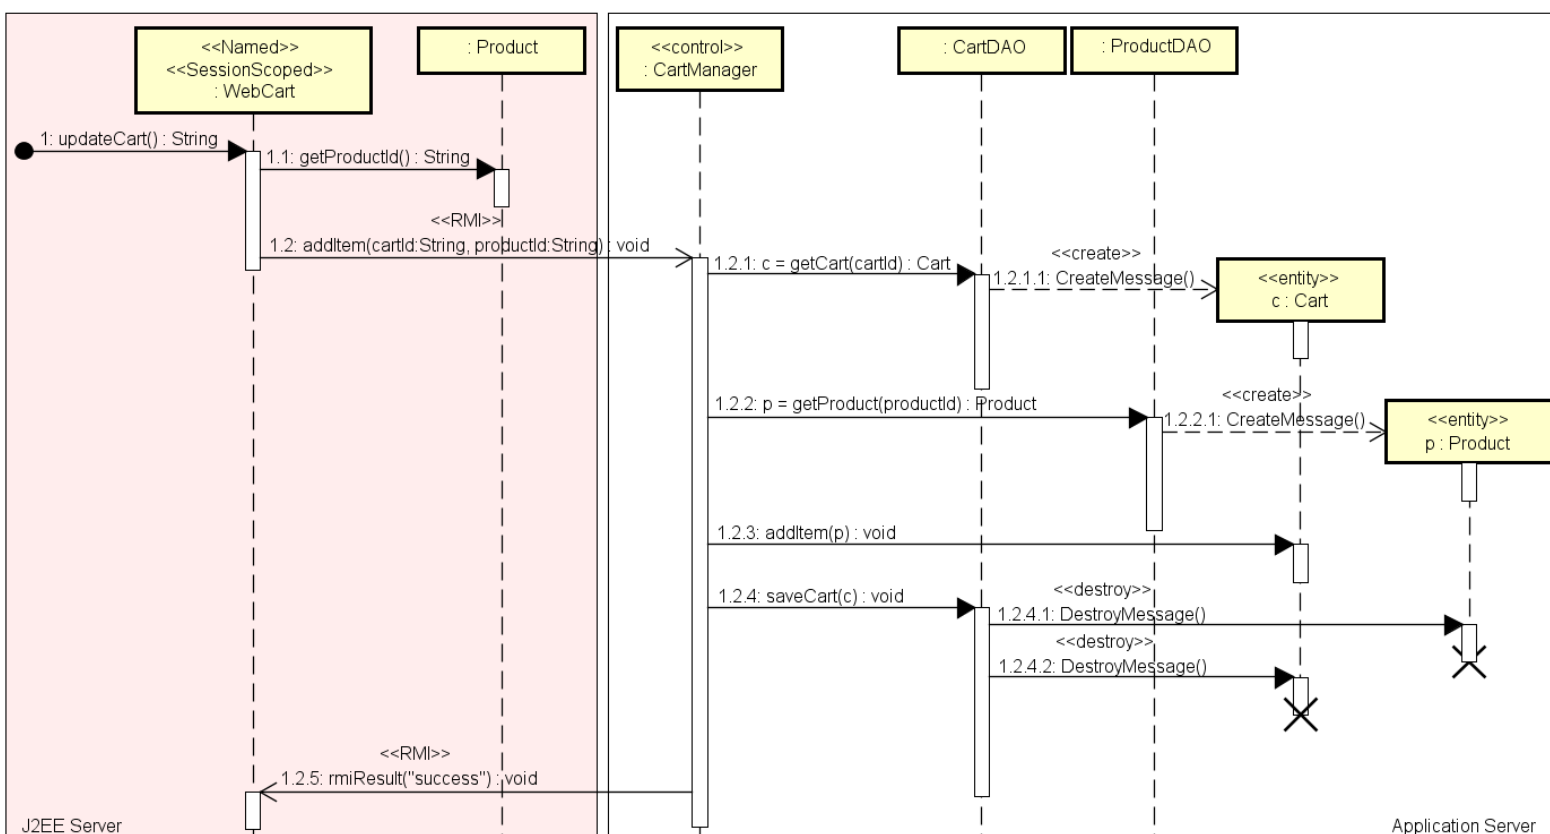 <<Named>>
<<SessionScoped>>
: WebCart
: Product
<<control>>
: CartManager
: CartDAO
: ProductDAO
1: updateCart() : String
1.1: getProductId() : String
<<RMI>>
1.2: addItem(cartId:String, productId:String) : void
1.2.1: c = getCart(cartId) : Cart
<<create>>
1.2.1.1: CreateMessage()
<<entity>>
c : Cart
1.2.2: p = getProduct(productId) : Product
<<create>>
1.2.2.1: CreateMessage()
<<entity>>
p : Product
1.2.3: addItem(p) : void
1.2.4: saveCart(c) : void
<<destroy>>
1.2.4.1: DestroyMessage()
<<destroy>>
1.2.4.2: DestroyMessage()
<<RMI>>
1.2.5: rmiResult("success") : void
J2EE Server
Application Server